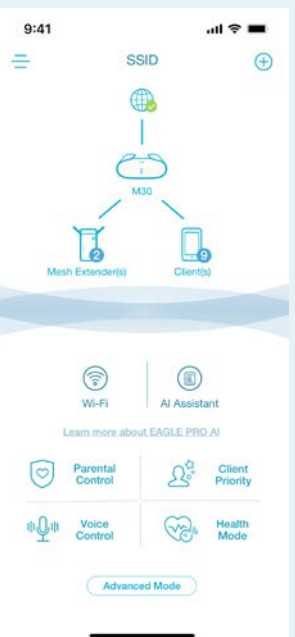 9:41
SSID
M30
2
9
Mesh Extender(s)
Client(s)
Wi-Fi
AI Assistant
Learn more about EAGLE PRO AI
Parental
Control
Client
Priority
Voice
Control
Health
Mode
Advanced Mode